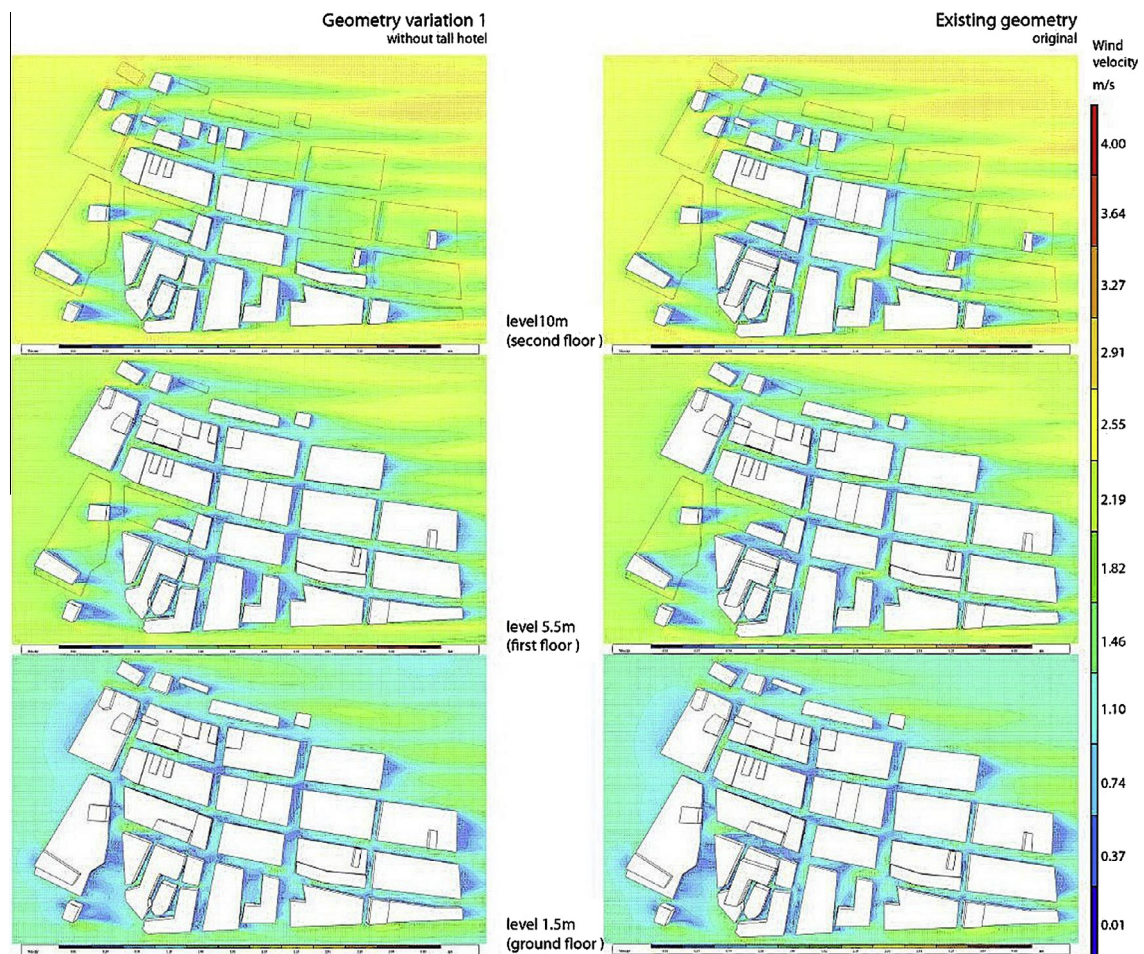 Geometry variation 1
without tall hotel
Existing geometry
original
Wind
velocity
m/s
4.00
3.64
3.27
2.91
2.55
2.19
1.82
1.46
1.10
0.74
0.37
0.01
level10m
(second floor )
level 5.5m
(first floor )
level 1.5m
(ground floor )